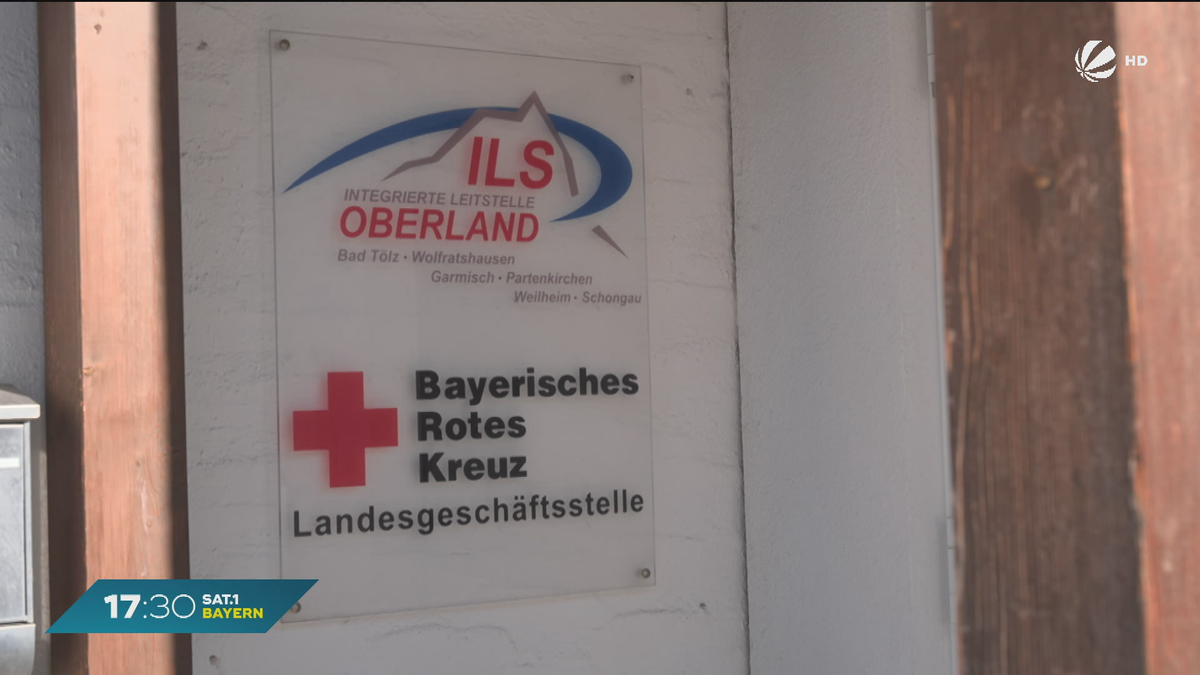 HD
ILS
INTEGRIERTE LEITSTELLE
OBERLAND
Bad Tölz • Wolfratshausen
Garmisch • Partenkirchen
Weilheim • Schongau
Bayerisches
Rotes
Kreuz
Landesgeschäftsstelle
17:30 SAT.1
BAYERN